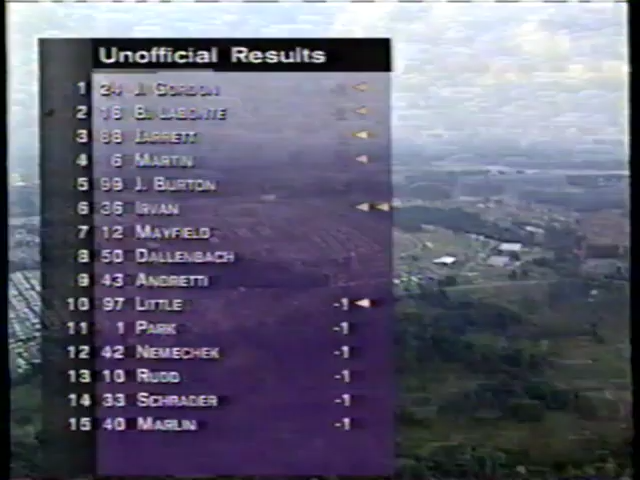 Unofficial Results
1 24 J. GORDON
2 18 B. LABONTE
3 88 JARRETT
4 6 MARTIN
5 99 J. BURTON
6 36 IRVAN
7 12 MAYFIELD
8 50 DALLENBACH
9 43 ANDRETTI
10 97 LITTLE -1
11 1 PARK -1
12 42 NEMECHEK -1
13 10 RUDD -1
14 33 SCHRADER -1
15 40 MARLIN -1